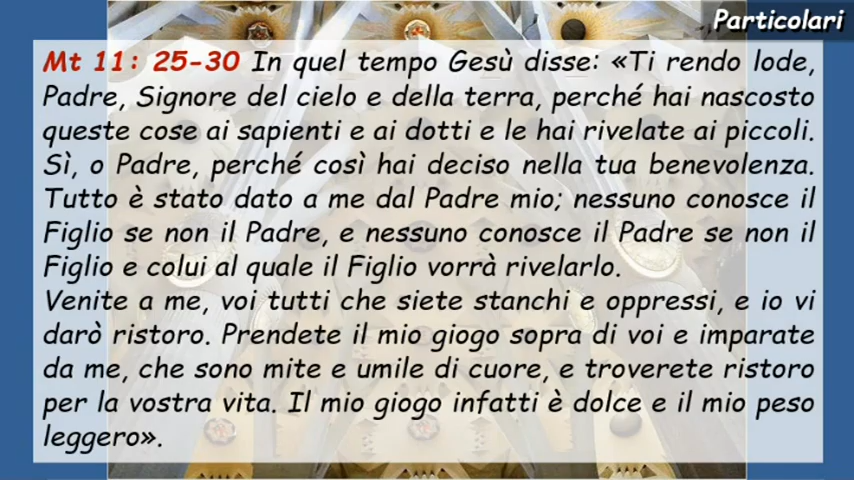 Particolari
Mt 11: 25-30 In quel tempo Gesù disse: «Ti rendo lode,
Padre, Signore del cielo e della terra, perché hai nascosto
queste cose ai sapienti e ai dotti e le hai rivelate ai piccoli.
Sì, o Padre, perché così hai deciso nella tua benevolenza.
Tutto è stato dato a me dal Padre mio; nessuno conosce il
Figlio se non il Padre, e nessuno conosce il Padre se non il
Figlio e colui al quale il Figlio vorrà rivelarlo.
Venite a me, voi tutti che siete stanchi e oppressi, e io vi
darò ristoro. Prendete il mio giogo sopra di voi e imparate
da me, che sono mite e umile di cuore, e troverete ristoro
per la vostra vita. Il mio giogo infatti è dolce e il mio peso
leggero».